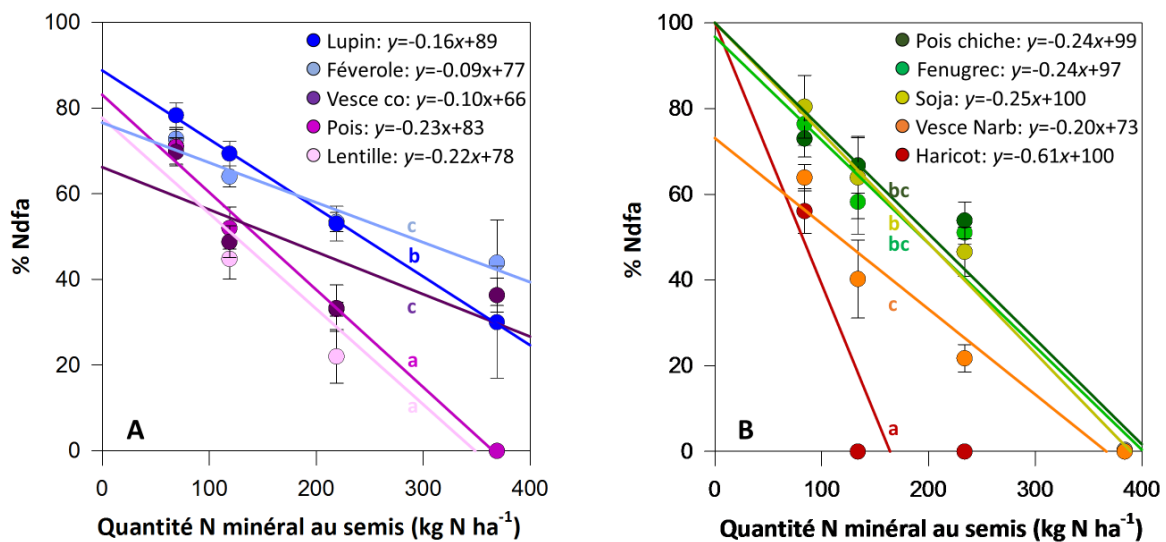 100
80
60
40
20
0
% Ndfa
Lupin: y=-0.16x+89
Féverole: y=-0.09x+77
Vesce co: y=-0.10x+66
Pois: y=-0.23x+83
Lentille: y=-0.22x+78
c
b
c
a
a
A
0 100 200 300 400
Quantité N minéral au semis (kg N ha-1)
100
80
60
40
20
0
% Ndfa
Pois chiche: y=-0.24x+99
Fenugrec: y=-0.24x+97
Soja: y=-0.25x+100
Vesce Narb: y=-0.20x+73
Haricot: y=-0.61x+100
bc
b
bc
c
a
B
0 100 200 300 400
Quantité N minéral au semis (kg N ha-1)